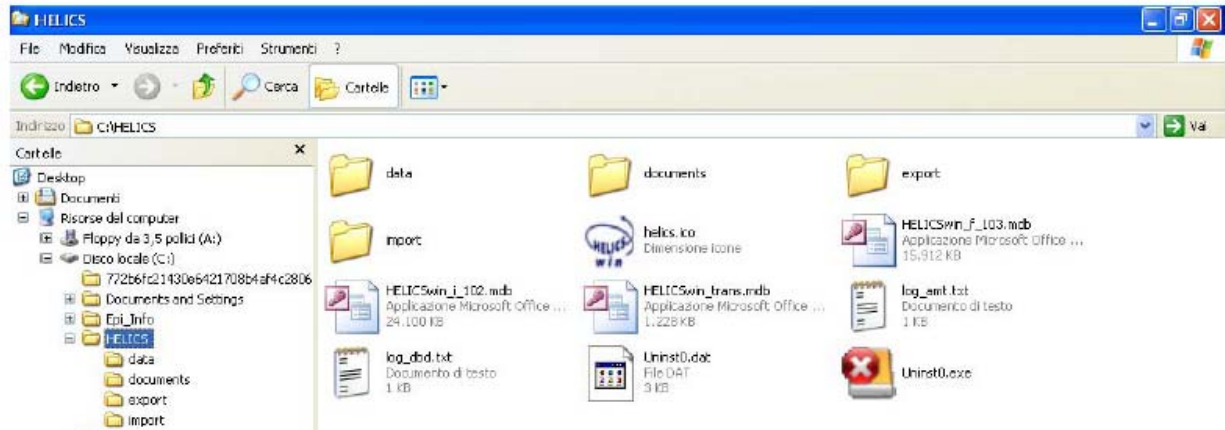 HELICS
File Modifica Visualizza Preferiti Strumenti ?
Indietro Cerca Cartelle
Indirizzo C:\HELICS Vai
Cartelle
Desktop
Documenti
Risorse del computer
Floppy da 3,5 pollici (A:)
Disco locale (C:)
Documents and Settings
Epi_Info
HELICS
data
documents
export
import
data
documents
export
import
helics.ico
Dimensione icone
HELICS
win
HELICSwin_f_103.mdb
Applicazione Microsoft Office ...
15.912 KB
HELICSwin_i_102.mdb
Applicazione Microsoft Office ...
24.100 KB
HELICSwin_trans.mdb
Applicazione Microsoft Office ...
1.228 KB
log_amt.txt
Documento di testo
1 KB
log_dbd.txt
Documento di testo
1 KB
Uninst0.dat
File DAT
3 KB
Uninst0.exe